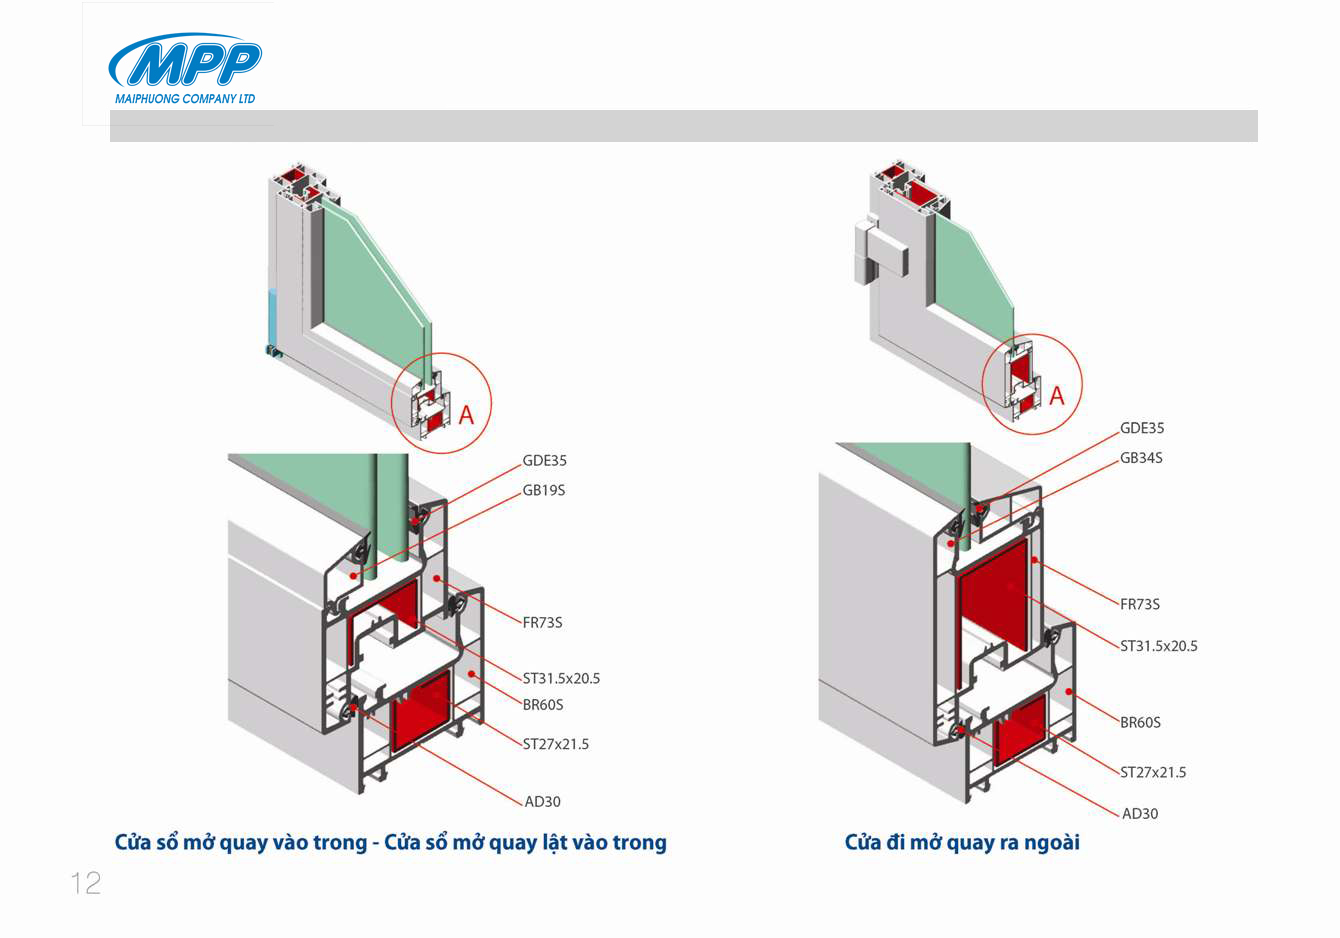 MPP
MAIPHUONG COMPANY LTD
A
GDE35
GB19S
FR73S
ST31.5x20.5
BR60S
ST27x21.5
AD30
Cửa sổ mở quay vào trong - Cửa sổ mở quay lật vào trong
A
GDE35
GB34S
FR73S
ST31.5x20.5
BR60S
ST27x21.5
AD30
Cửa đi mở quay ra ngoài
12